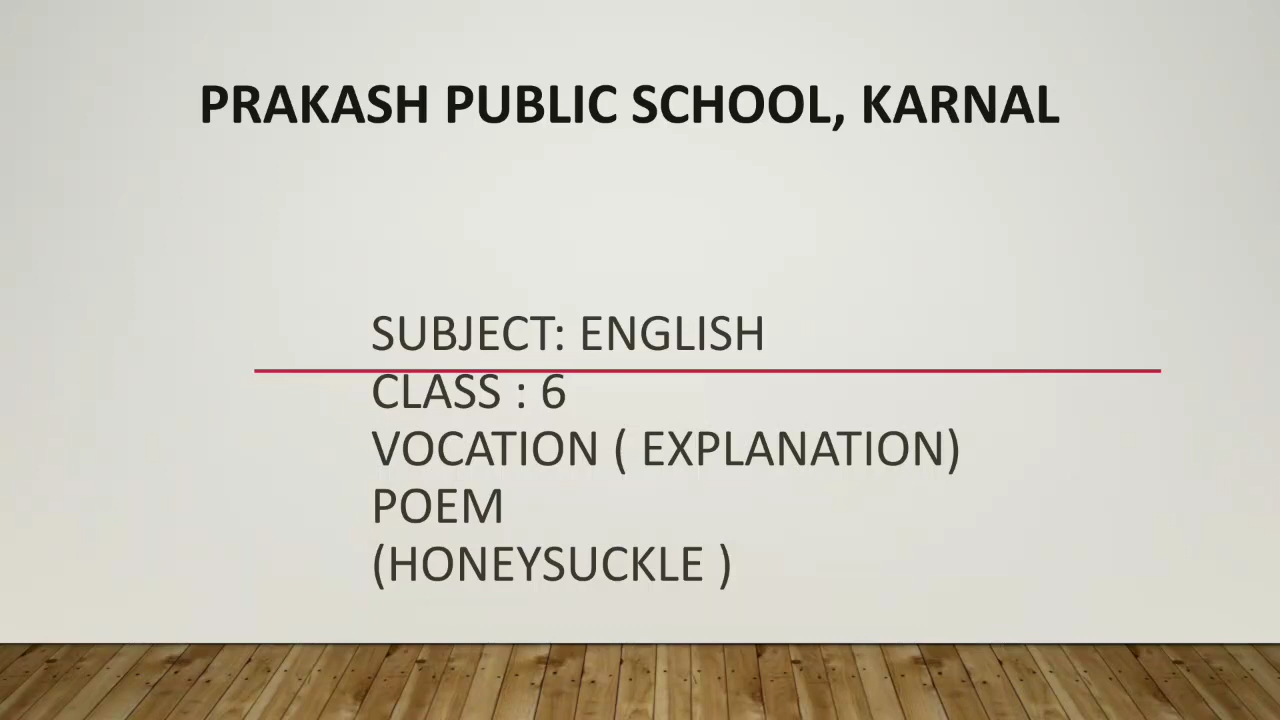 PRAKASH PUBLIC SCHOOL, KARNAL
SUBJECT: ENGLISH
CLASS : 6
VOCATION ( EXPLANATION)
POEM
(HONEYSUCKLE )